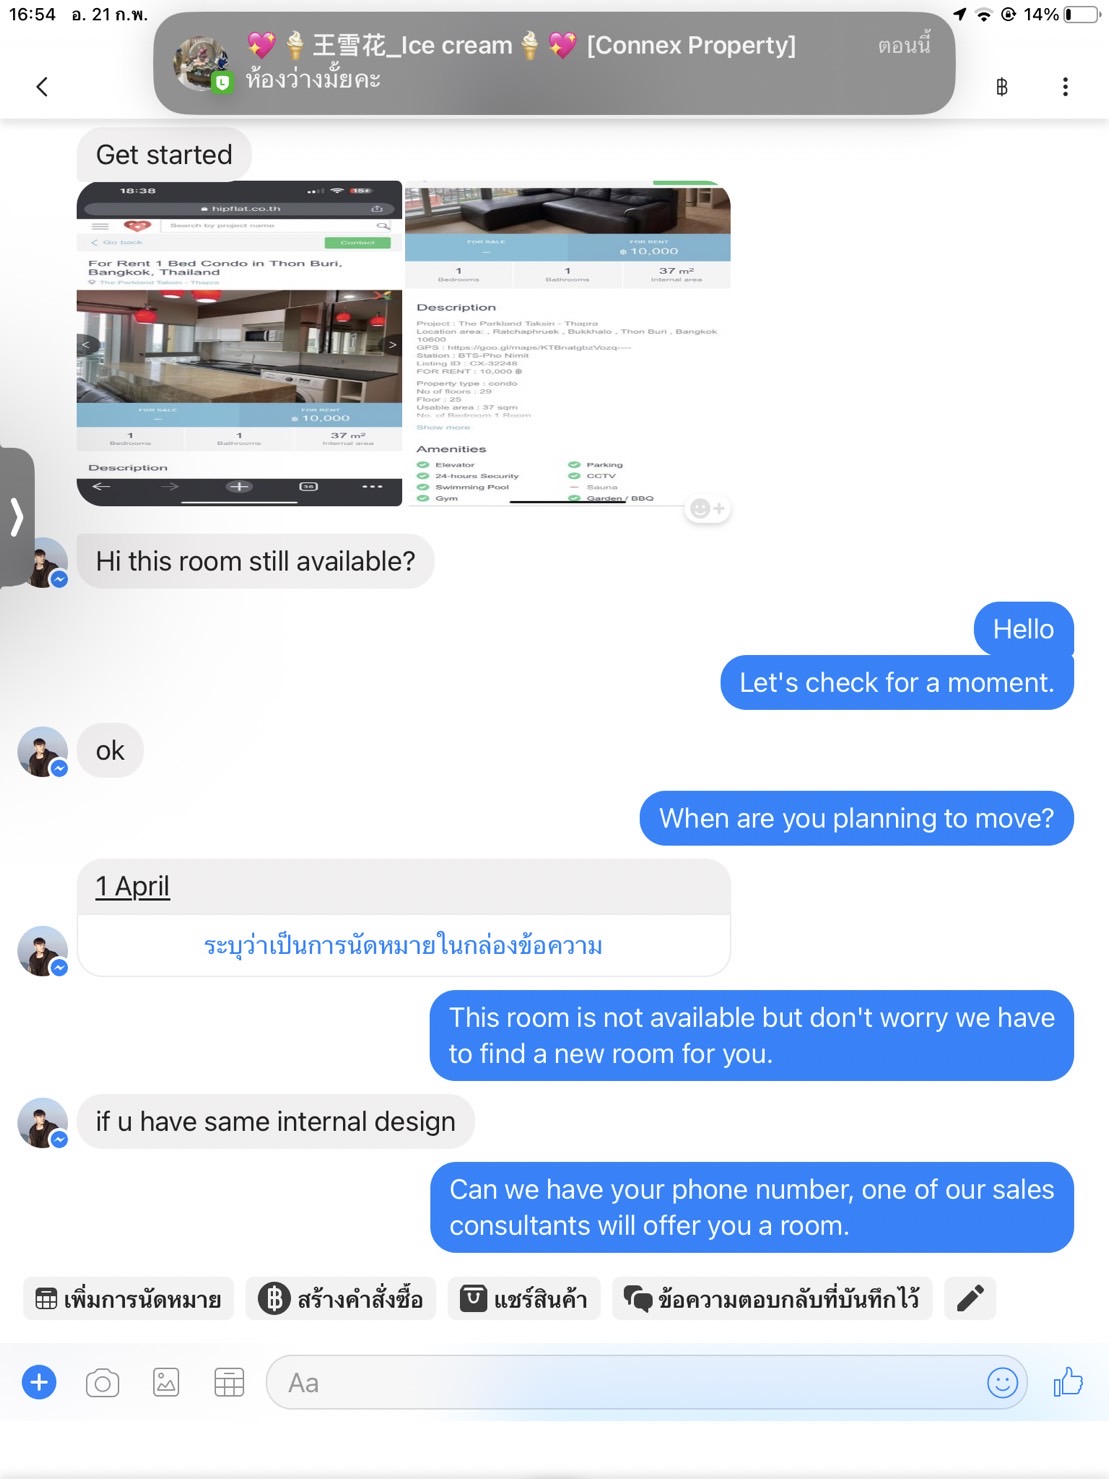 16:54 อ. 21 ก.พ.
14%
💖🍦王雪花_Ice cream🍦💖 [Connex Property]
ตอนนี้
ห้องว่างมั้ยคะ
฿
Get started
18:38
hipflat.co.th
Search by project name
Go back
Contact
For Rent 1 Bed Condo in Thon Buri,
Bangkok, Thailand
The Parkland Taksin - Thapra
FOR SALE
FOR RENT
–
฿ 10,000
1
1
37 m²
Bedrooms
Bathrooms
Internal area
Description
FOR SALE
FOR RENT
–
฿ 10,000
1
1
37 m²
Bedrooms
Bathrooms
Internal area
Description
Project : The Parkland Taksin - Thapra
Location area: , Ratchaphruek , Bukkhalo , Thon Buri , Bangkok
10600
Station : BTS-Pho Nimit
Listing ID : CX-32248
FOR RENT : 10,000 ฿
Property type : condo
No of floors : 29
Floor : 25
Usable area : 37 sqm
No. of Bedroom 1 Room
Show more
Amenities
Elevator
Parking
24-hours Security
CCTV
Swimming Pool
Sauna
Gym
Garden / BBQ
Hi this room still available?
Hello
Let's check for a moment.
ok
When are you planning to move?
1 April
ระบุว่าเป็นการนัดหมายในกล่องข้อความ
This room is not available but don't worry we have
to find a new room for you.
if u have same internal design
Can we have your phone number, one of our sales
consultants will offer you a room.
เพิ่มการนัดหมาย
สร้างคำสั่งซื้อ
แชร์สินค้า
ข้อความตอบกลับที่บันทึกไว้
Aa